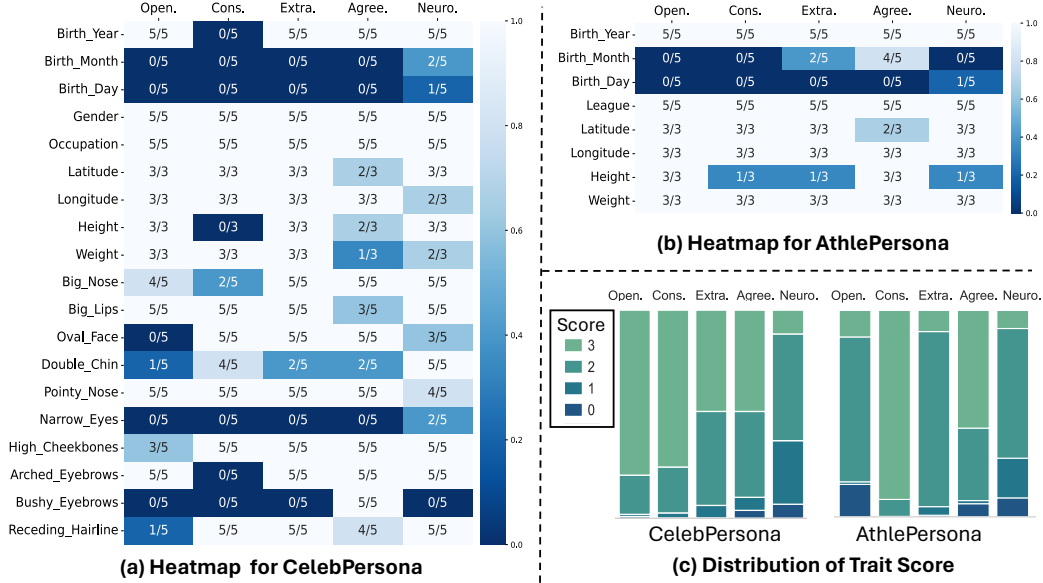 Open. Cons. Extra. Agree. Neuro.
Birth_Year 5/5 0/5 5/5 5/5 5/5
Birth_Month 0/5 0/5 0/5 0/5 2/5
Birth_Day 0/5 0/5 0/5 0/5 1/5
Gender 5/5 5/5 5/5 5/5 5/5
Occupation 5/5 5/5 5/5 5/5 5/5
Latitude 3/3 3/3 3/3 2/3 3/3
Longitude 3/3 3/3 3/3 3/3 2/3
Height 3/3 0/3 3/3 2/3 3/3
Weight 3/3 3/3 3/3 1/3 2/3
Big_Nose 4/5 2/5 5/5 5/5 5/5
Big_Lips 5/5 5/5 5/5 3/5 5/5
Oval_Face 0/5 5/5 5/5 5/5 3/5
Double_Chin 1/5 4/5 2/5 2/5 5/5
Pointy_Nose 5/5 5/5 5/5 5/5 4/5
Narrow_Eyes 0/5 0/5 0/5 0/5 2/5
High_Cheekbones 3/5 5/5 5/5 5/5 5/5
Arched_Eyebrows 5/5 0/5 5/5 5/5 5/5
Bushy_Eyebrows 0/5 0/5 0/5 5/5 0/5
Receding_Hairline 1/5 5/5 5/5 4/5 5/5
1.0
0.8
0.6
0.4
0.2
0.0
(a) Heatmap for CelebPersona
Open. Cons. Extra. Agree. Neuro.
Birth_Year 5/5 5/5 5/5 5/5 5/5
Birth_Month 0/5 0/5 2/5 4/5 0/5
Birth_Day 0/5 0/5 0/5 0/5 1/5
League 5/5 5/5 5/5 5/5 5/5
Latitude 3/3 3/3 3/3 2/3 3/3
Longitude 3/3 3/3 3/3 3/3 3/3
Height 3/3 1/3 1/3 3/3 1/3
Weight 3/3 3/3 3/3 3/3 3/3
1.0
0.8
0.6
0.4
0.2
0.0
(b) Heatmap for AthlePersona
Score
3
2
1
0
Open. Cons. Extra. Agree. Neuro.
Open. Cons. Extra. Agree. Neuro.
CelebPersona
AthlePersona
(c) Distribution of Trait Score